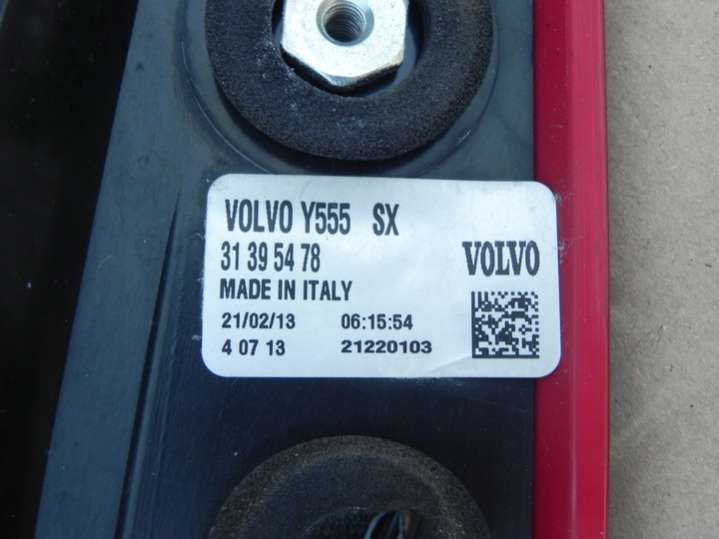 VOLVO Y555 SX
31 39 54 78
VOLVO
MADE IN ITALY
21/02/13 06:15:54
4 07 13 21220103